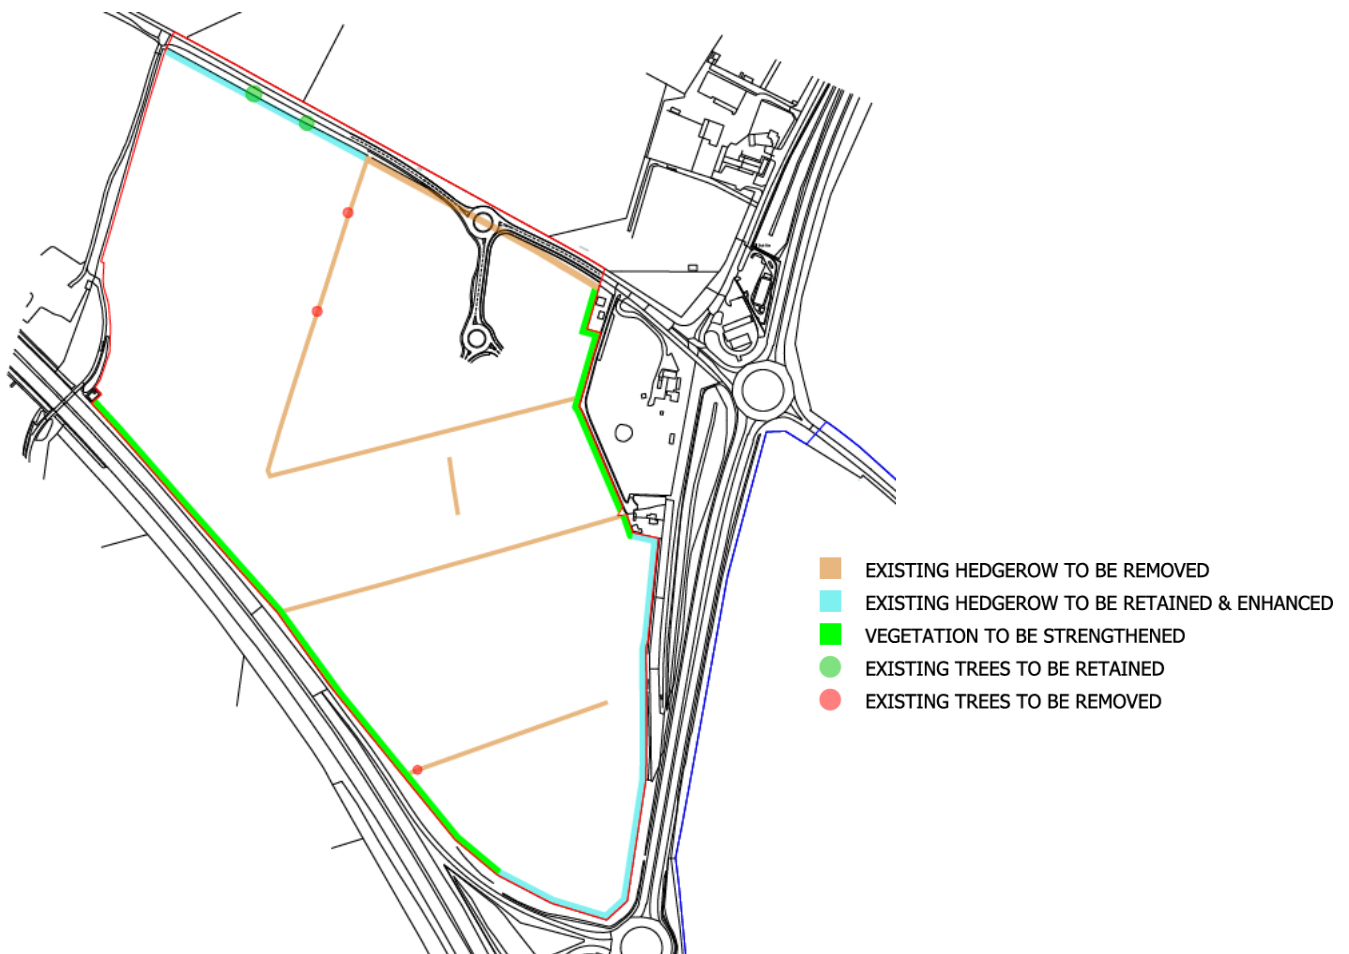 EXISTING HEDGEROW TO BE REMOVED
EXISTING HEDGEROW TO BE RETAINED & ENHANCED
VEGETATION TO BE STRENGTHENED
EXISTING TREES TO BE RETAINED
EXISTING TREES TO BE REMOVED